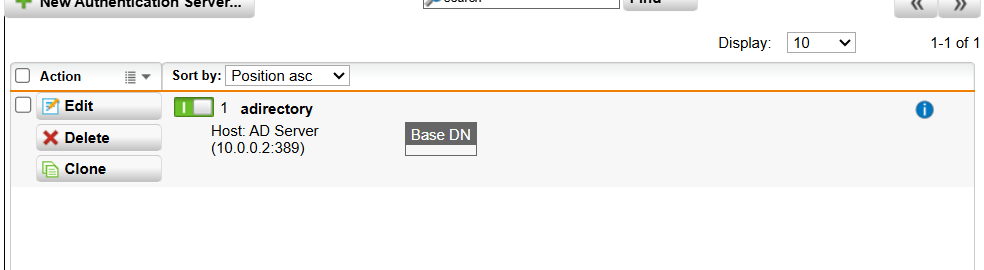 New Authentication Server...
search
Find
Display: 10 1-1 of 1
Action Sort by: Position asc
Edit 1 adirectory
Host: AD Server
(10.0.0.2:389)
Base DN
Delete
Clone